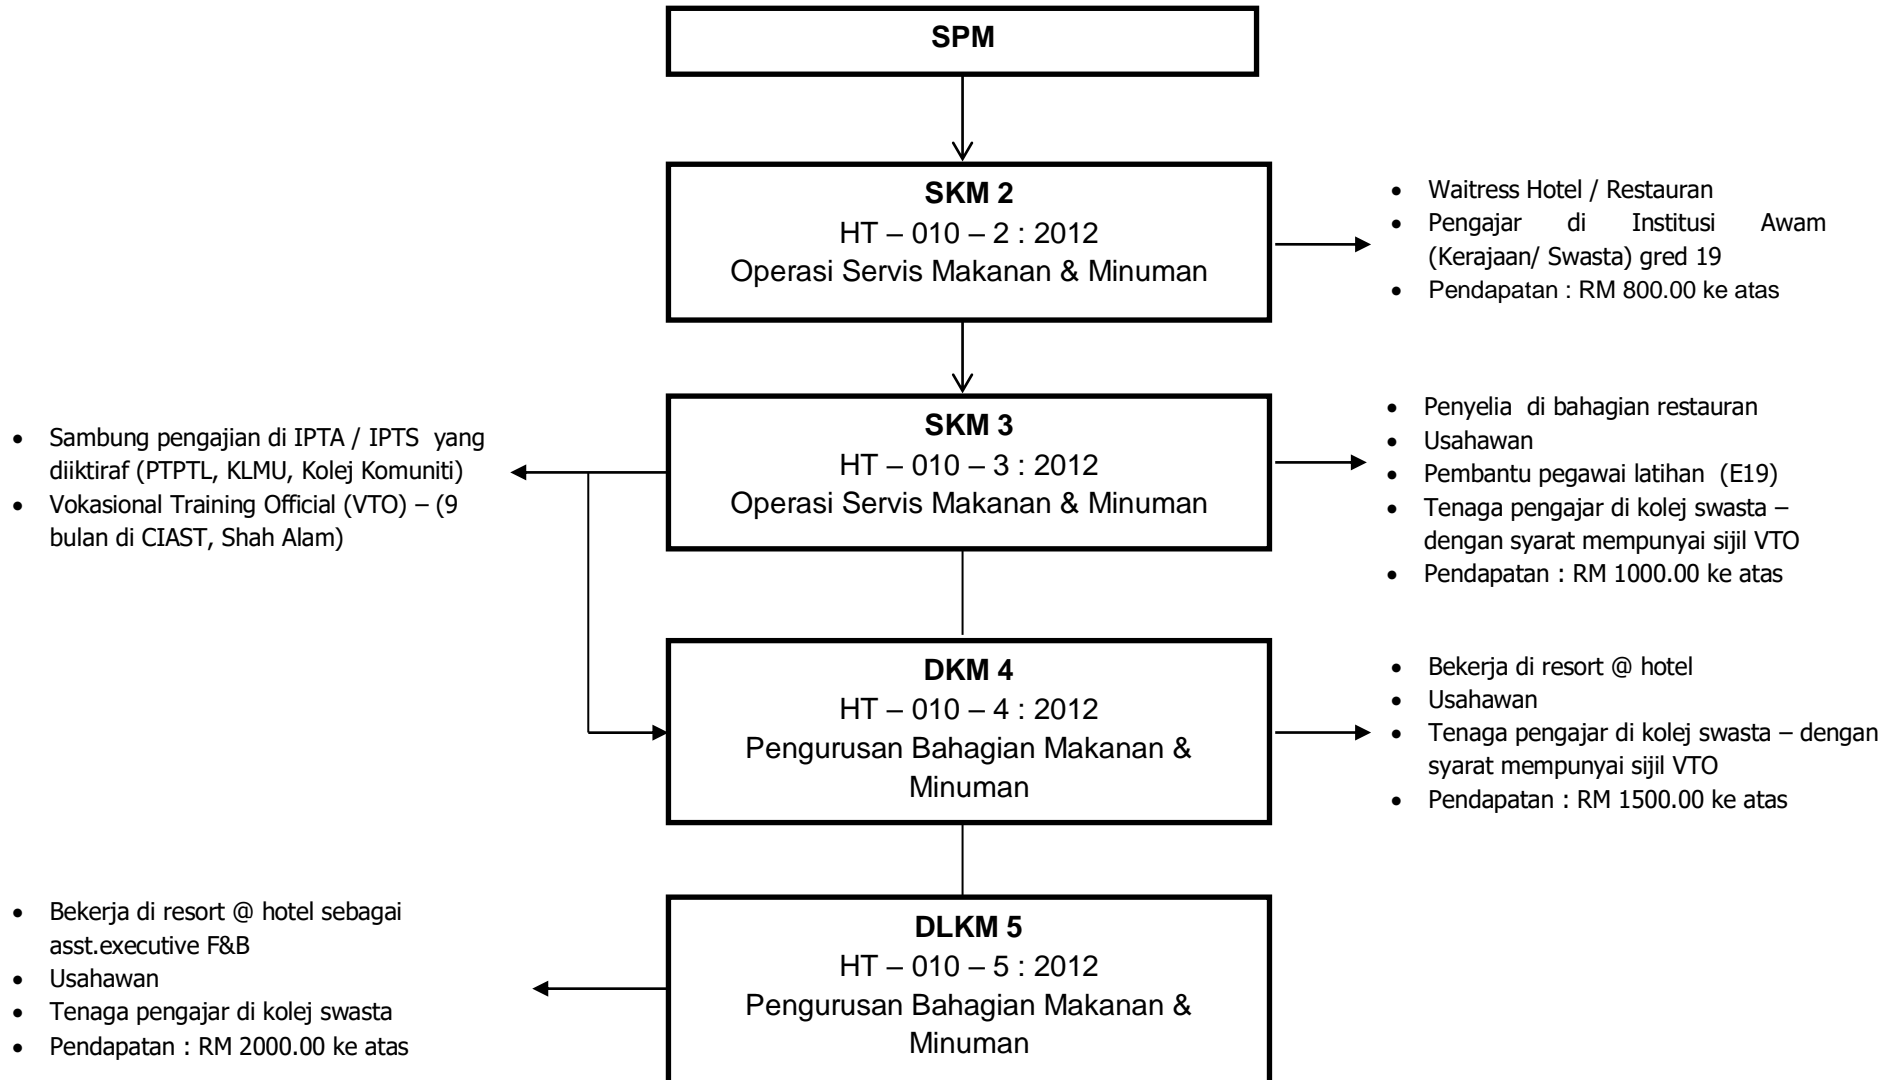 SPM
SKM 2
HT – 010 – 2 : 2012
Operasi Servis Makanan & Minuman
• Waitress Hotel / Restauran
• Pengajar di Institusi Awam
(Kerajaan/ Swasta) gred 19
• Pendapatan : RM 800.00 ke atas
• Sambung pengajian di IPTA / IPTS yang
diiktiraf (PTPTL, KLMU, Kolej Komuniti)
• Vokasional Training Official (VTO) – (9
bulan di CIAST, Shah Alam)
SKM 3
HT – 010 – 3 : 2012
Operasi Servis Makanan & Minuman
• Penyelia di bahagian restauran
• Usahawan
• Pembantu pegawai latihan (E19)
• Tenaga pengajar di kolej swasta –
dengan syarat mempunyai sijil VTO
• Pendapatan : RM 1000.00 ke atas
DKM 4
HT – 010 – 4 : 2012
Pengurusan Bahagian Makanan &
Minuman
• Bekerja di resort @ hotel
• Usahawan
• Tenaga pengajar di kolej swasta – dengan
syarat mempunyai sijil VTO
• Pendapatan : RM 1500.00 ke atas
• Bekerja di resort @ hotel sebagai
asst.executive F&B
• Usahawan
• Tenaga pengajar di kolej swasta
• Pendapatan : RM 2000.00 ke atas
DLKM 5
HT – 010 – 5 : 2012
Pengurusan Bahagian Makanan &
Minuman